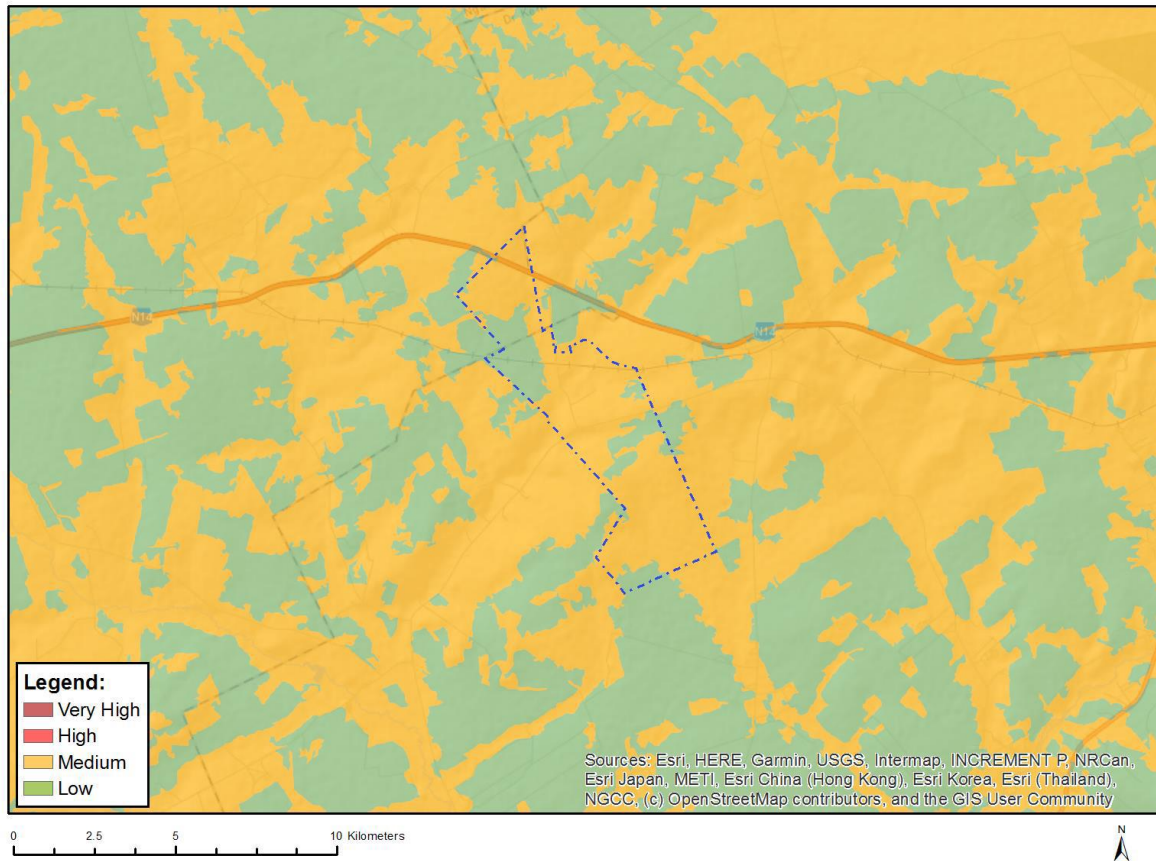 N14
N14
Legend:
Very High
High
Medium
Low
Sources: Esri, HERE, Garmin, USGS, Intermap, INCREMENT P, NRCan,
Esri Japan, METI, Esri China (Hong Kong), Esri Korea, Esri (Thailand),
NGCC, (c) OpenStreetMap contributors, and the GIS User Community
0 2.5 5 10 Kilometers
N